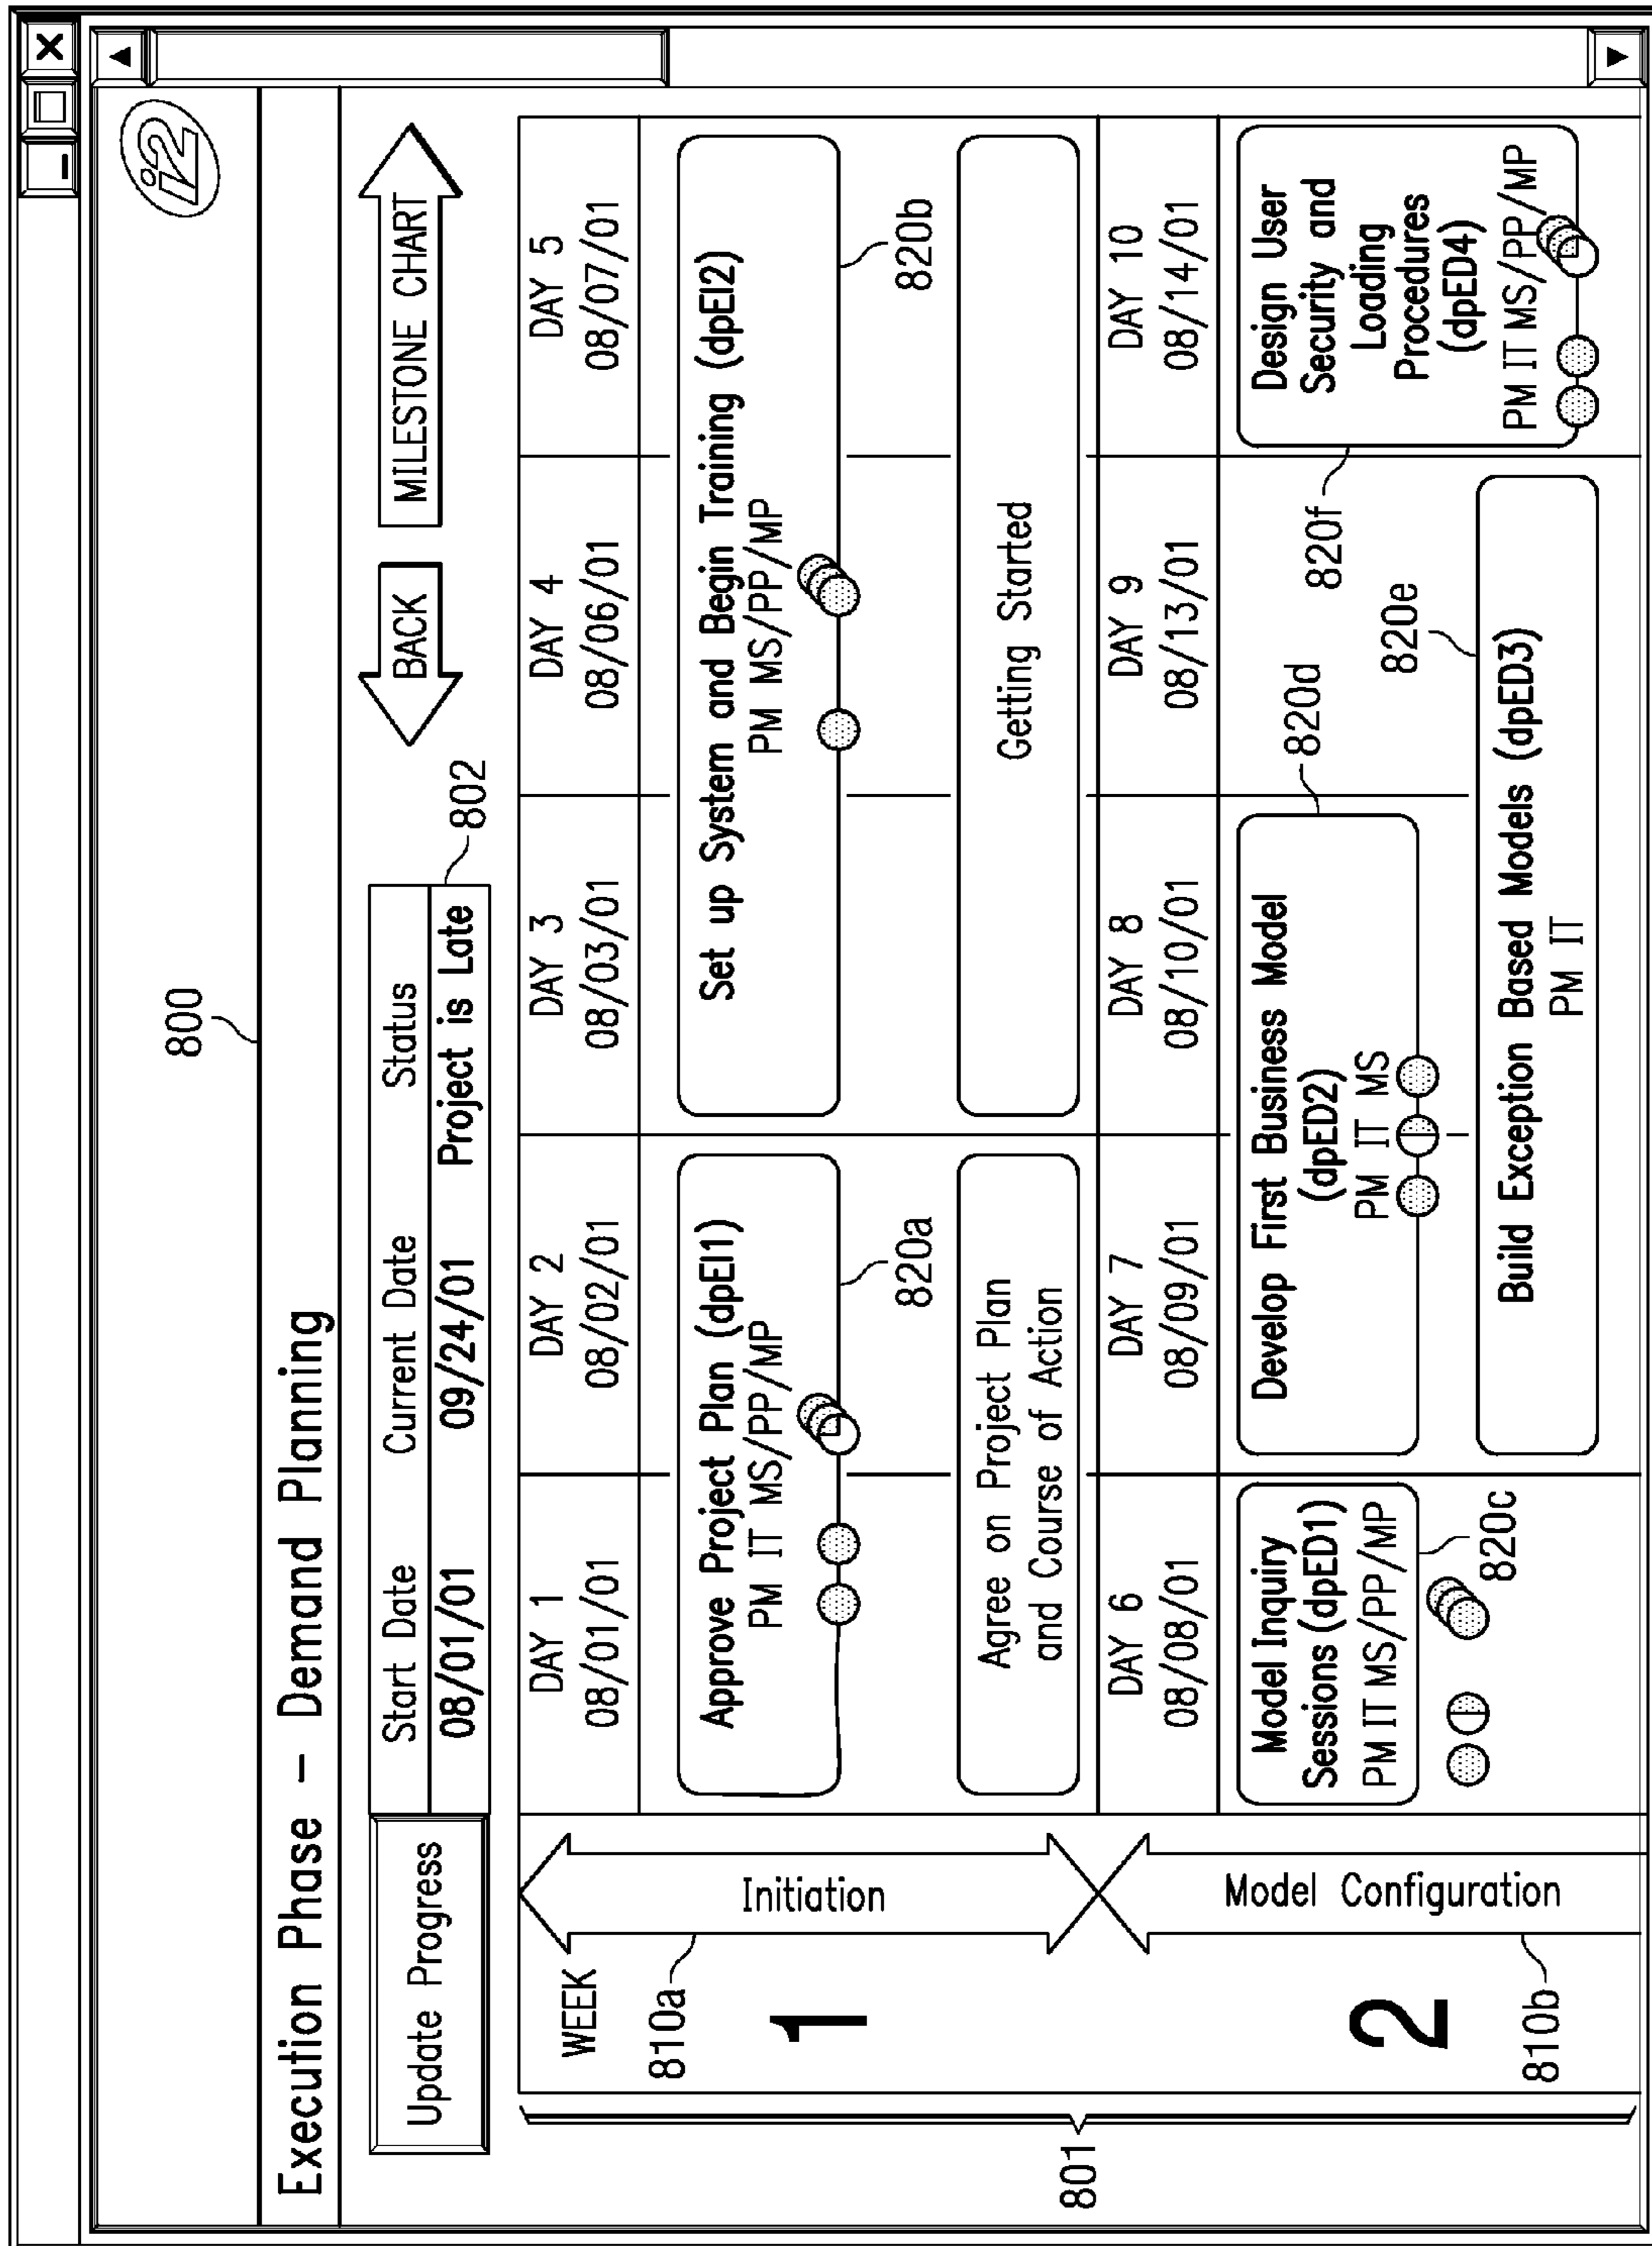 800
i2
Execution Phase – Demand Planning
Update Progress
Start Date Current Date Status
08/01/01 09/24/01 Project is Late
802
BACK
MILESTONE CHART
WEEK
DAY 1 DAY 2 DAY 3 DAY 4 DAY 5
08/01/01 08/02/01 08/03/01 08/06/01 08/07/01
810a
1
Initiation
Approve Project Plan (dpEI1)
PM IT MS/PP/MP
820a
Set up System and Begin Training (dpEI2)
PM MS/PP/MP
820b
Agree on Project Plan
and Course of Action
Getting Started
801
DAY 6 DAY 7 DAY 8 DAY 9 DAY 10
08/08/01 08/09/01 08/10/01 08/13/01 08/14/01
2
810b
Model Configuration
Model Inquiry
Sessions (dpED1)
PM IT MS/PP/MP
820c
Develop First Business Model
(dpED2)
PM IT MS
820d
820e
Build Exception Based Models (dpED3)
PM IT
820f
Design User
Security and
Loading
Procedures
(dpED4)
PM IT MS/PP/MP